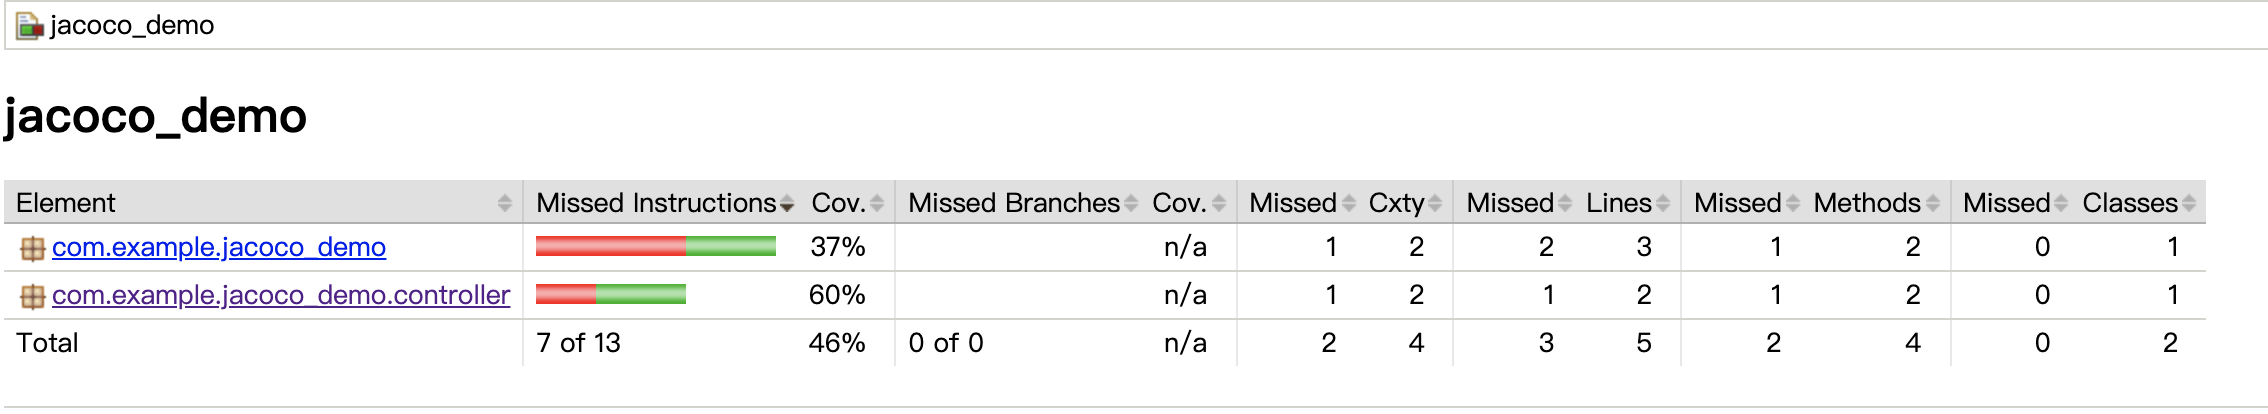 jacoco_demo
jacoco_demo
Element Missed Instructions Cov. Missed Branches Cov. Missed Cxty Missed Lines Missed Methods Missed Classes
com.example.jacoco_demo 37% n/a 1 2 2 3 1 2 0 1
com.example.jacoco_demo.controller 60% n/a 1 2 1 2 1 2 0 1
Total 7 of 13 46% 0 of 0 n/a 2 4 3 5 2 4 0 2